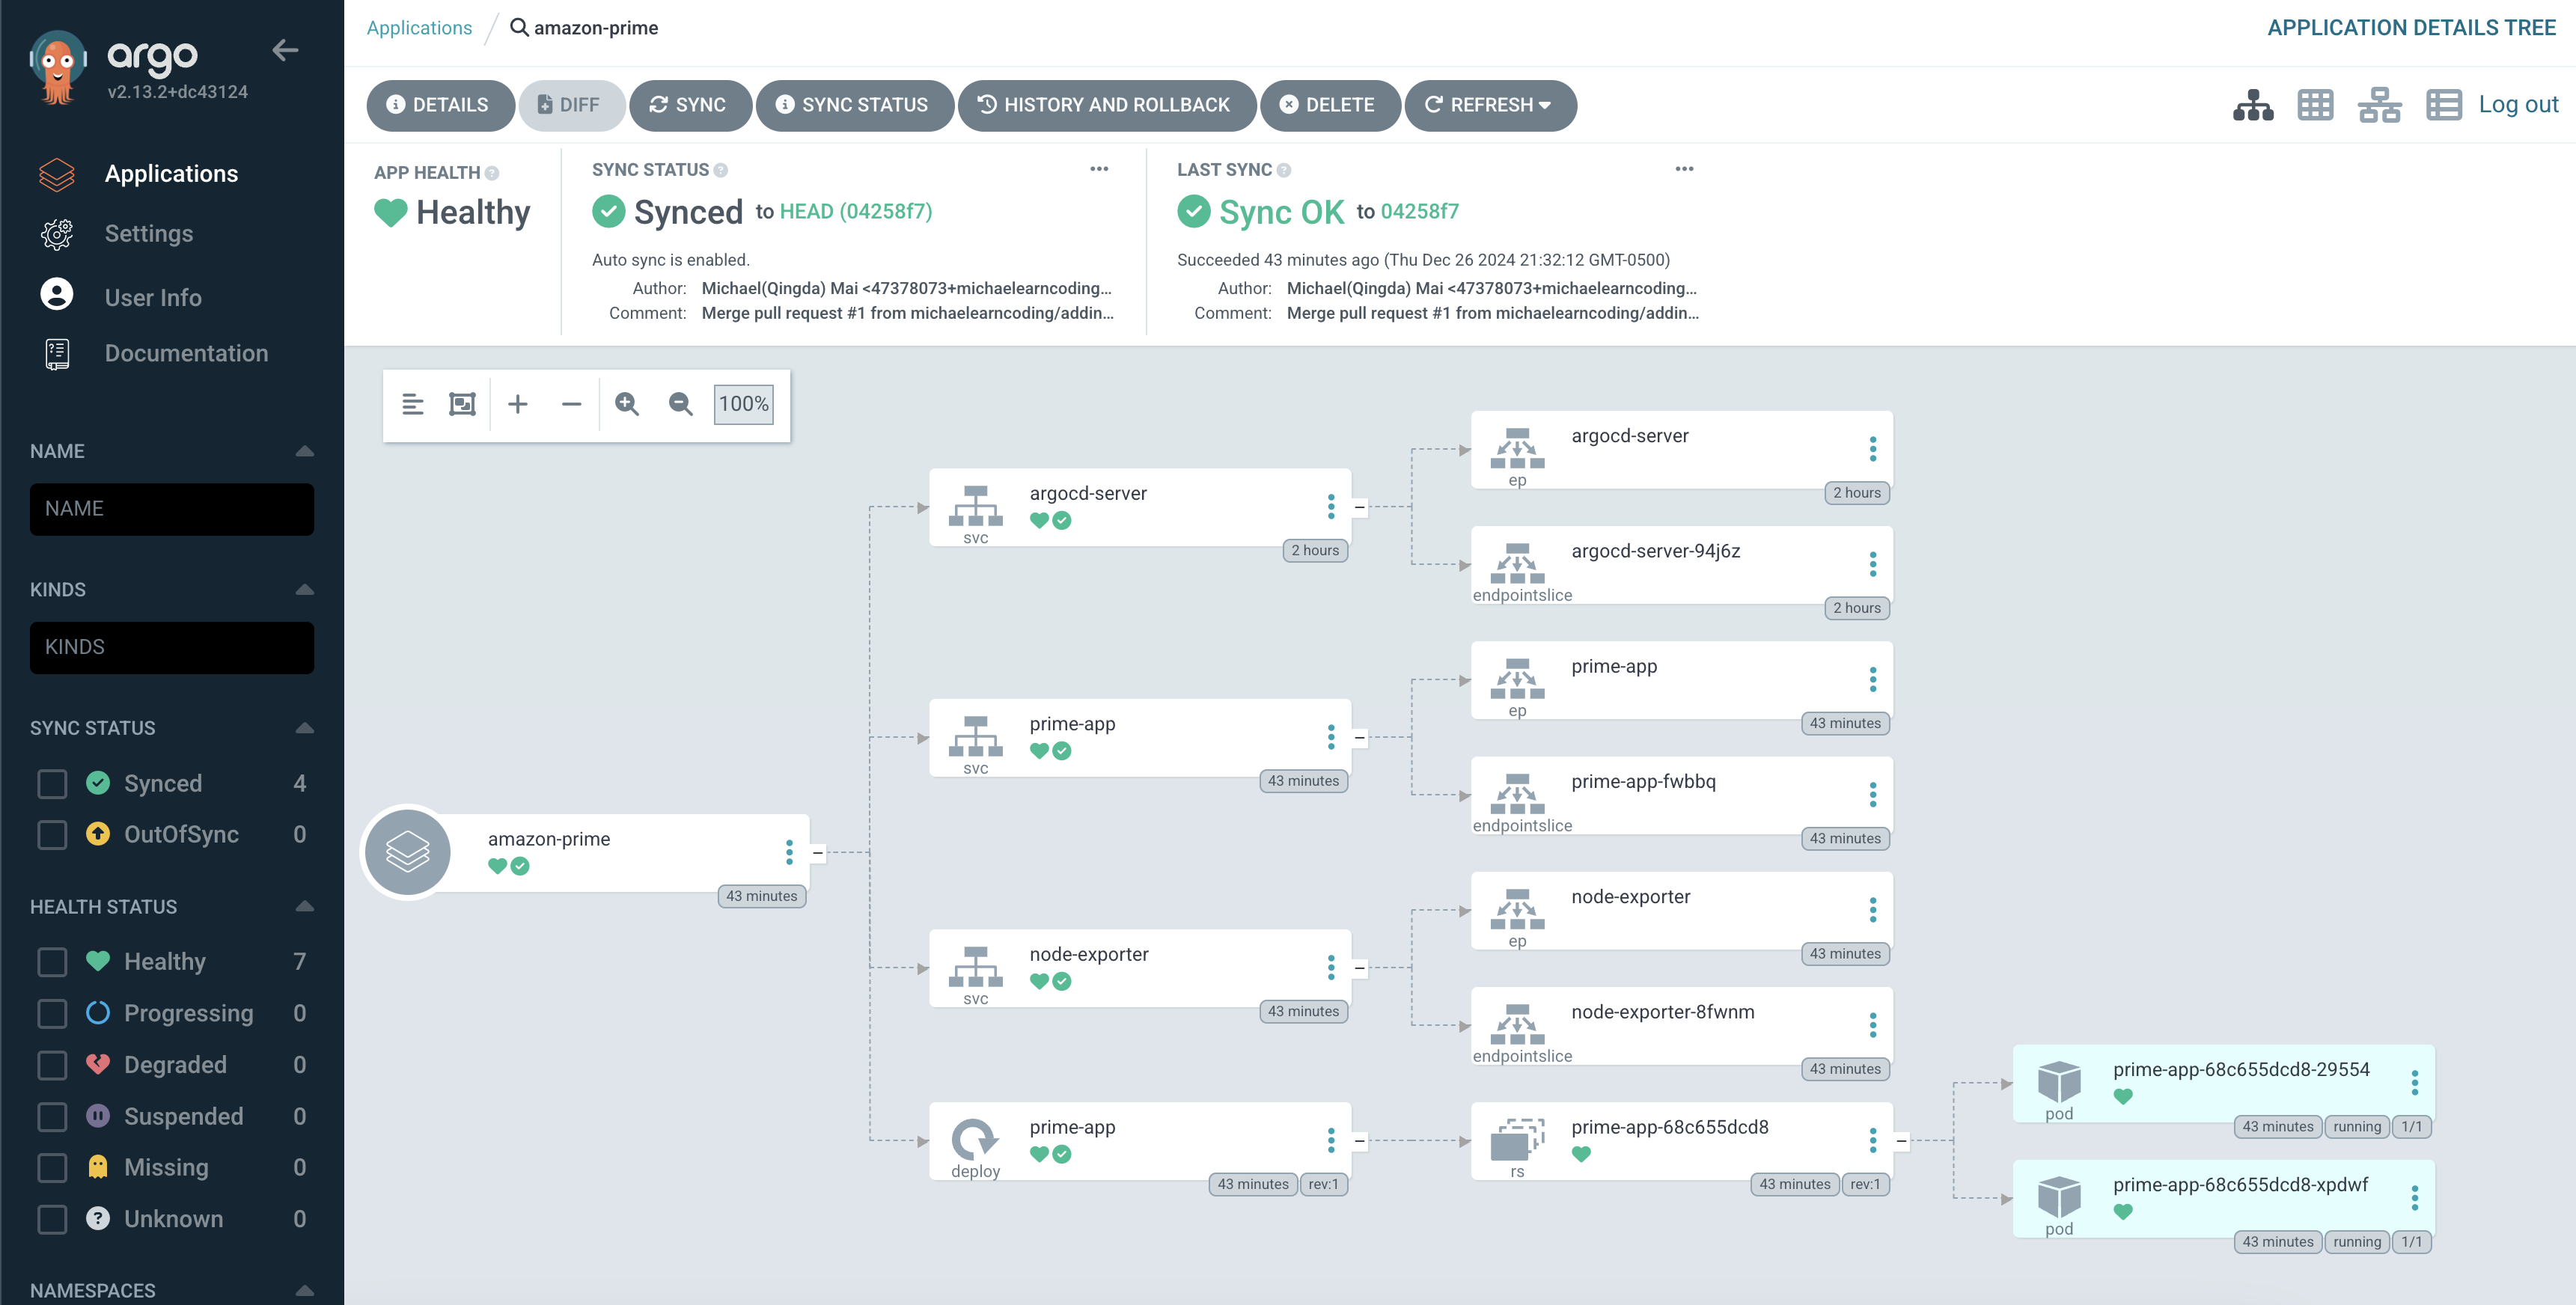 argo
v2.13.2+dc43124
Applications
Settings
User Info
Documentation
NAME
NAME
KINDS
KINDS
SYNC STATUS
Synced 4
OutOfSync 0
HEALTH STATUS
Healthy 7
Progressing 0
Degraded 0
Suspended 0
Missing 0
Unknown 0
NAMESPACES
Applications / amazon-prime
APPLICATION DETAILS TREE
DETAILS DIFF SYNC SYNC STATUS HISTORY AND ROLLBACK DELETE REFRESH
Log out
APP HEALTH
Healthy
SYNC STATUS
Synced to HEAD (04258f7)
Auto sync is enabled.
Author: Michael(Qingda) Mai <47378073+michaelearncoding...
Comment: Merge pull request #1 from michaelearncoding/addin...
LAST SYNC
Sync OK to 04258f7
Succeeded 43 minutes ago (Thu Dec 26 2024 21:32:12 GMT-0500)
Author: Michael(Qingda) Mai <47378073+michaelearncoding...
Comment: Merge pull request #1 from michaelearncoding/addin...
100%
amazon-prime
43 minutes
argocd-server
svc
2 hours
prime-app
svc
43 minutes
node-exporter
svc
43 minutes
prime-app
deploy
43 minutes rev:1
argocd-server
ep
2 hours
argocd-server-94j6z
endpointslice
2 hours
prime-app
ep
43 minutes
prime-app-fwbbq
endpointslice
43 minutes
node-exporter
ep
43 minutes
node-exporter-8fwnm
endpointslice
43 minutes
prime-app-68c655dcd8
rs
43 minutes rev:1
prime-app-68c655dcd8-29554
pod
43 minutes running 1/1
prime-app-68c655dcd8-xpdwf
pod
43 minutes running 1/1